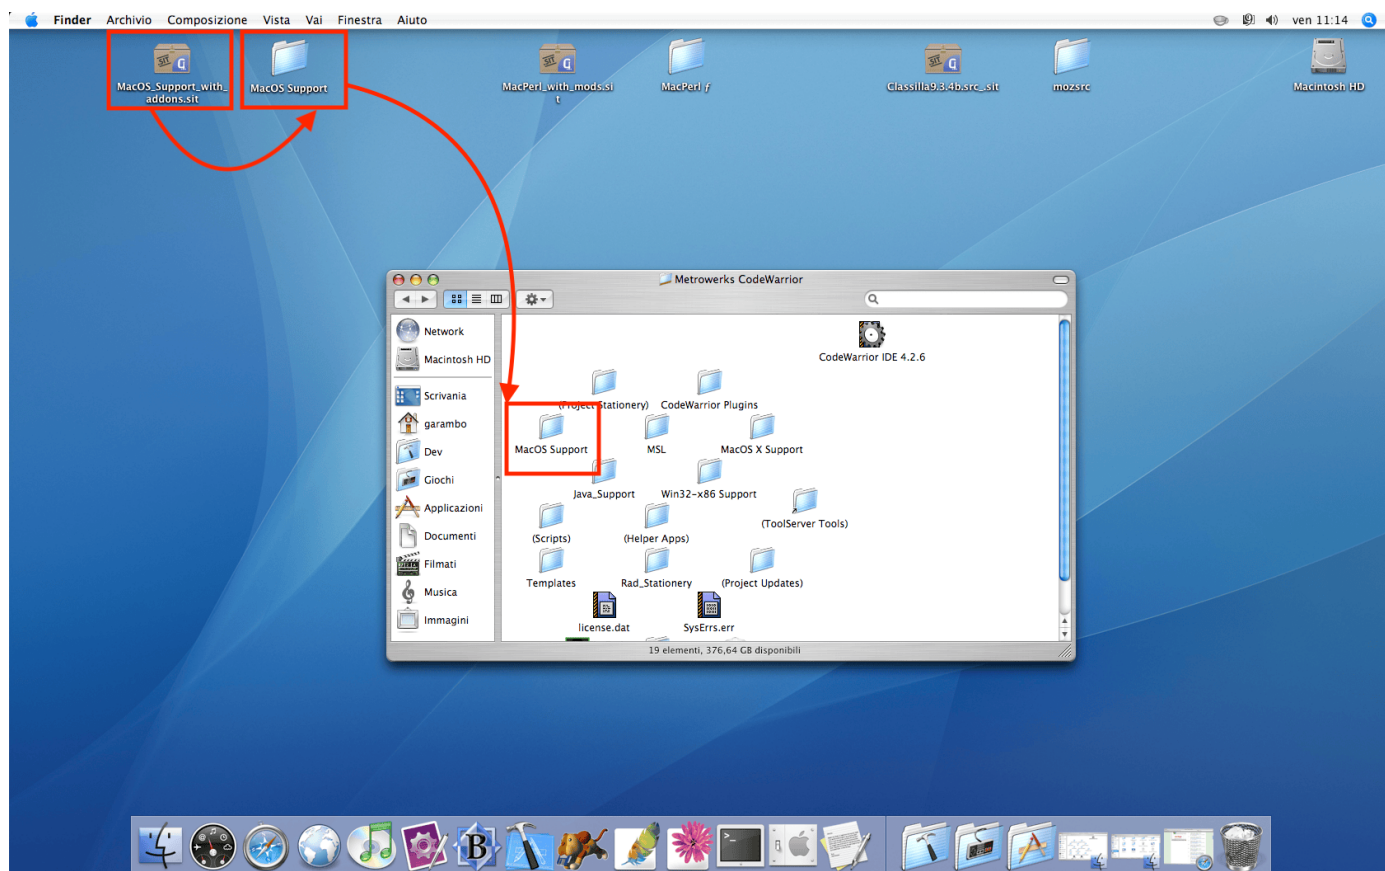 Finder Archivio Composizione Vista Vai Finestra Aiuto ven 11:14
MacOS_Support_with_
addons.sit
MacOS Support
MacPerl_with_mods.si
t
MacPerl ƒ
Classilla9.3.4b.src_.sit
mozsrc
Macintosh HD
Metrowerks CodeWarrior
Network
Macintosh HD
Scrivania
garambo
Dev
Giochi
Applicazioni
Documenti
Filmati
Musica
Immagini
CodeWarrior IDE 4.2.6
(Project Stationery) CodeWarrior Plugins
MacOS Support MSL MacOS X Support
Java_Support Win32-x86 Support
(ToolServer Tools)
(Scripts) (Helper Apps)
Templates Rad_Stationery (Project Updates)
license.dat SysErrs.err
19 elementi, 376,64 GB disponibili